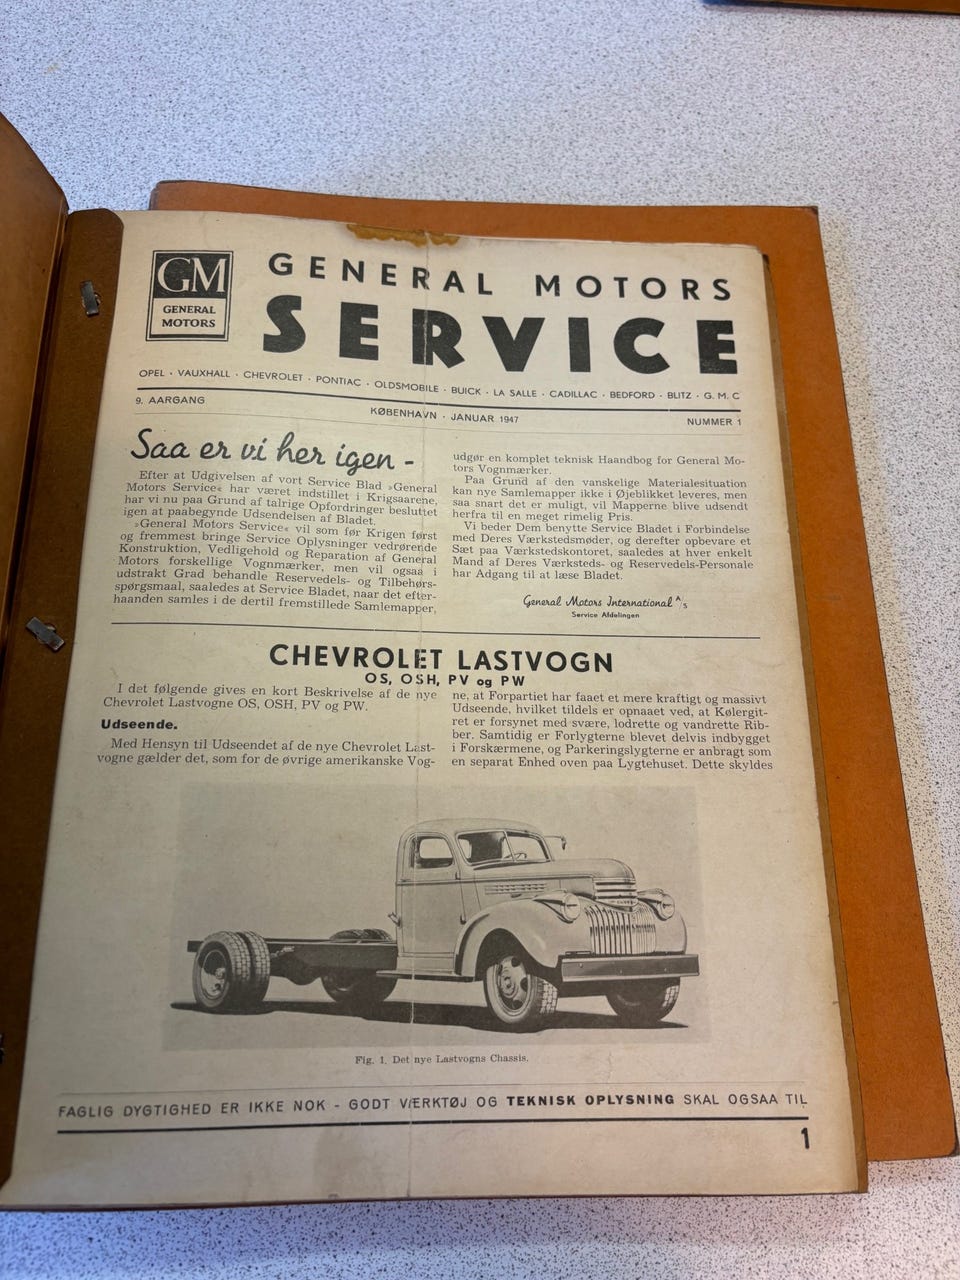 GM
GENERAL
MOTORS
GENERAL MOTORS
SERVICE
OPEL · VAUXHALL · CHEVROLET · PONTIAC · OLDSMOBILE · BUICK · LA SALLE · CADILLAC · BEDFORD · BLITZ · G.M.C
9. AARGANG
KØBENHAVN · JANUAR 1947
NUMMER 1
Saa er vi her igen -
Efter at Udgivelsen af vort Service Blad »General
Motors Service« har været indstillet i Krigsaarene,
har vi nu paa Grund af talrige Opfordringer besluttet
igen at paabegynde Udsendelsen af Bladet.
»General Motors Service« vil som før Krigen først
og fremmest bringe Service Oplysninger vedrørende
Konstruktion, Vedligehold og Reparation af General
Motors forskellige Vognmærker, men vil ogsaa i
udstrakt Grad behandle Reservedels- og Tilbehørs-
spørgsmaal, saaledes at Service Bladet, naar det efter-
haanden samles i de dertil fremstillede Samlemapper,
udgør en komplet teknisk Haandbog for General Mo-
tors Vognmærker.
Paa Grund af den vanskelige Materialesituation
kan nye Samlemapper ikke i Øjeblikket leveres, men
saa snart det er muligt, vil Mapperne blive udsendt
herfra til en meget rimelig Pris.
Vi beder Dem benytte Service Bladet i Forbindelse
med Deres Værkstedsmøder, og derefter opbevare et
Sæt paa Værkstedskontoret, saaledes at hver enkelt
Mand af Deres Værksteds- og Reservedels-Personale
har Adgang til at læse Bladet.
General Motors International A/S
Service Afdelingen
CHEVROLET LASTVOGN
OS, OSH, PV og PW
I det følgende gives en kort Beskrivelse af de nye
Chevrolet Lastvogne OS, OSH, PV og PW.
Udseende.
Med Hensyn til Udseendet af de nye Chevrolet Last-
vogne gælder det, som for de øvrige amerikanske Vog-
ne, at Forpartiet har faaet et mere kraftigt og massivt
Udseende, hvilket tildels er opnaaet ved, at Kølergit-
ret er forsynet med svære, lodrette og vandrette Rib-
ber. Samtidig er Forlygterne blevet delvis indbygget
i Forskærmene, og Parkeringslygterne er anbragt som
en separat Enhed oven paa Lygtehuset. Dette skyldes
Fig. 1. Det nye Lastvogns Chassis.
FAGLIG DYGTIGHED ER IKKE NOK - GODT VÆRKTØJ OG TEKNISK OPLYSNING SKAL OGSAA TIL
1